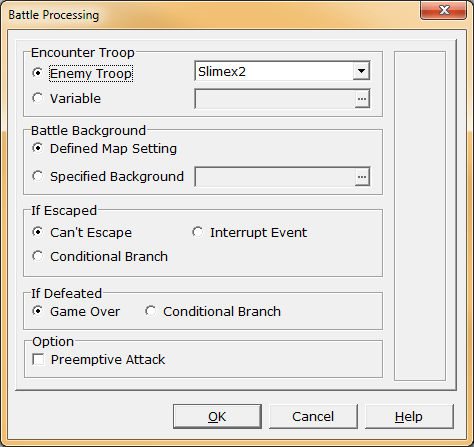 Battle Processing
Encounter Troop
Enemy Troop Slimex2
Variable ...
Battle Background
Defined Map Setting
Specified Background ...
If Escaped
Can't Escape Interrupt Event
Conditional Branch
If Defeated
Game Over Conditional Branch
Option
Preemptive Attack
OK Cancel Help